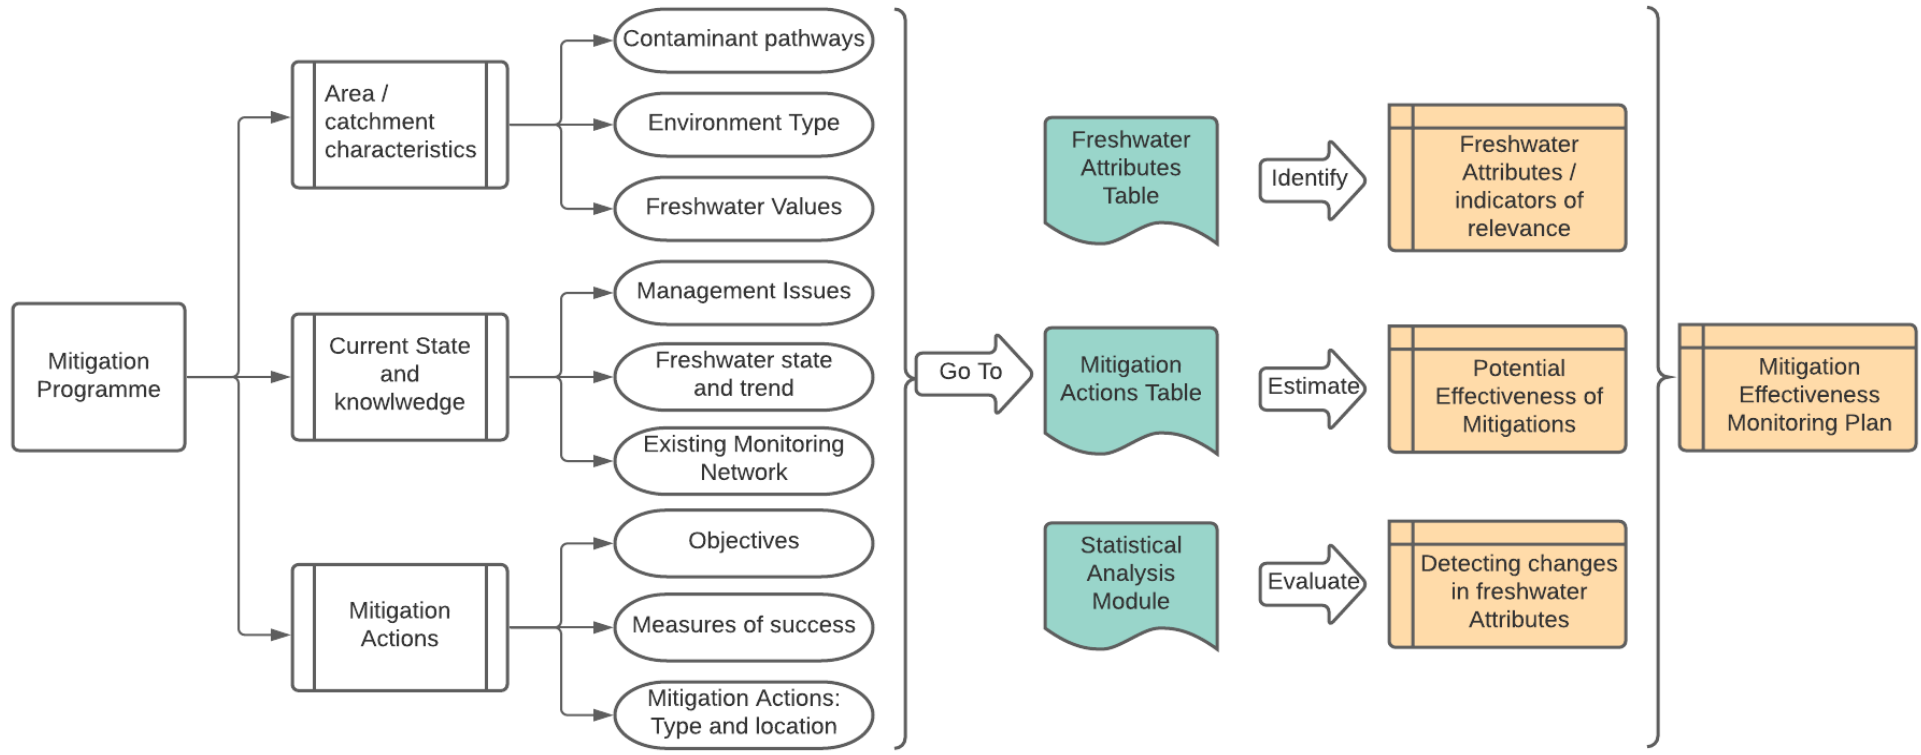 Mitigation
Programme
Area /
catchment
characteristics
Current State
and
knowlwedge
Mitigation
Actions
Contaminant pathways
Environment Type
Freshwater Values
Management Issues
Freshwater state
and trend
Existing Monitoring
Network
Objectives
Measures of success
Mitigation Actions:
Type and location
Go To
Freshwater
Attributes
Table
Identify
Freshwater
Attributes /
indicators of
relevance
Mitigation
Actions Table
Estimate
Potential
Effectiveness of
Mitigations
Statistical
Analysis
Module
Evaluate
Detecting changes
in freshwater
Attributes
Mitigation
Effectiveness
Monitoring Plan